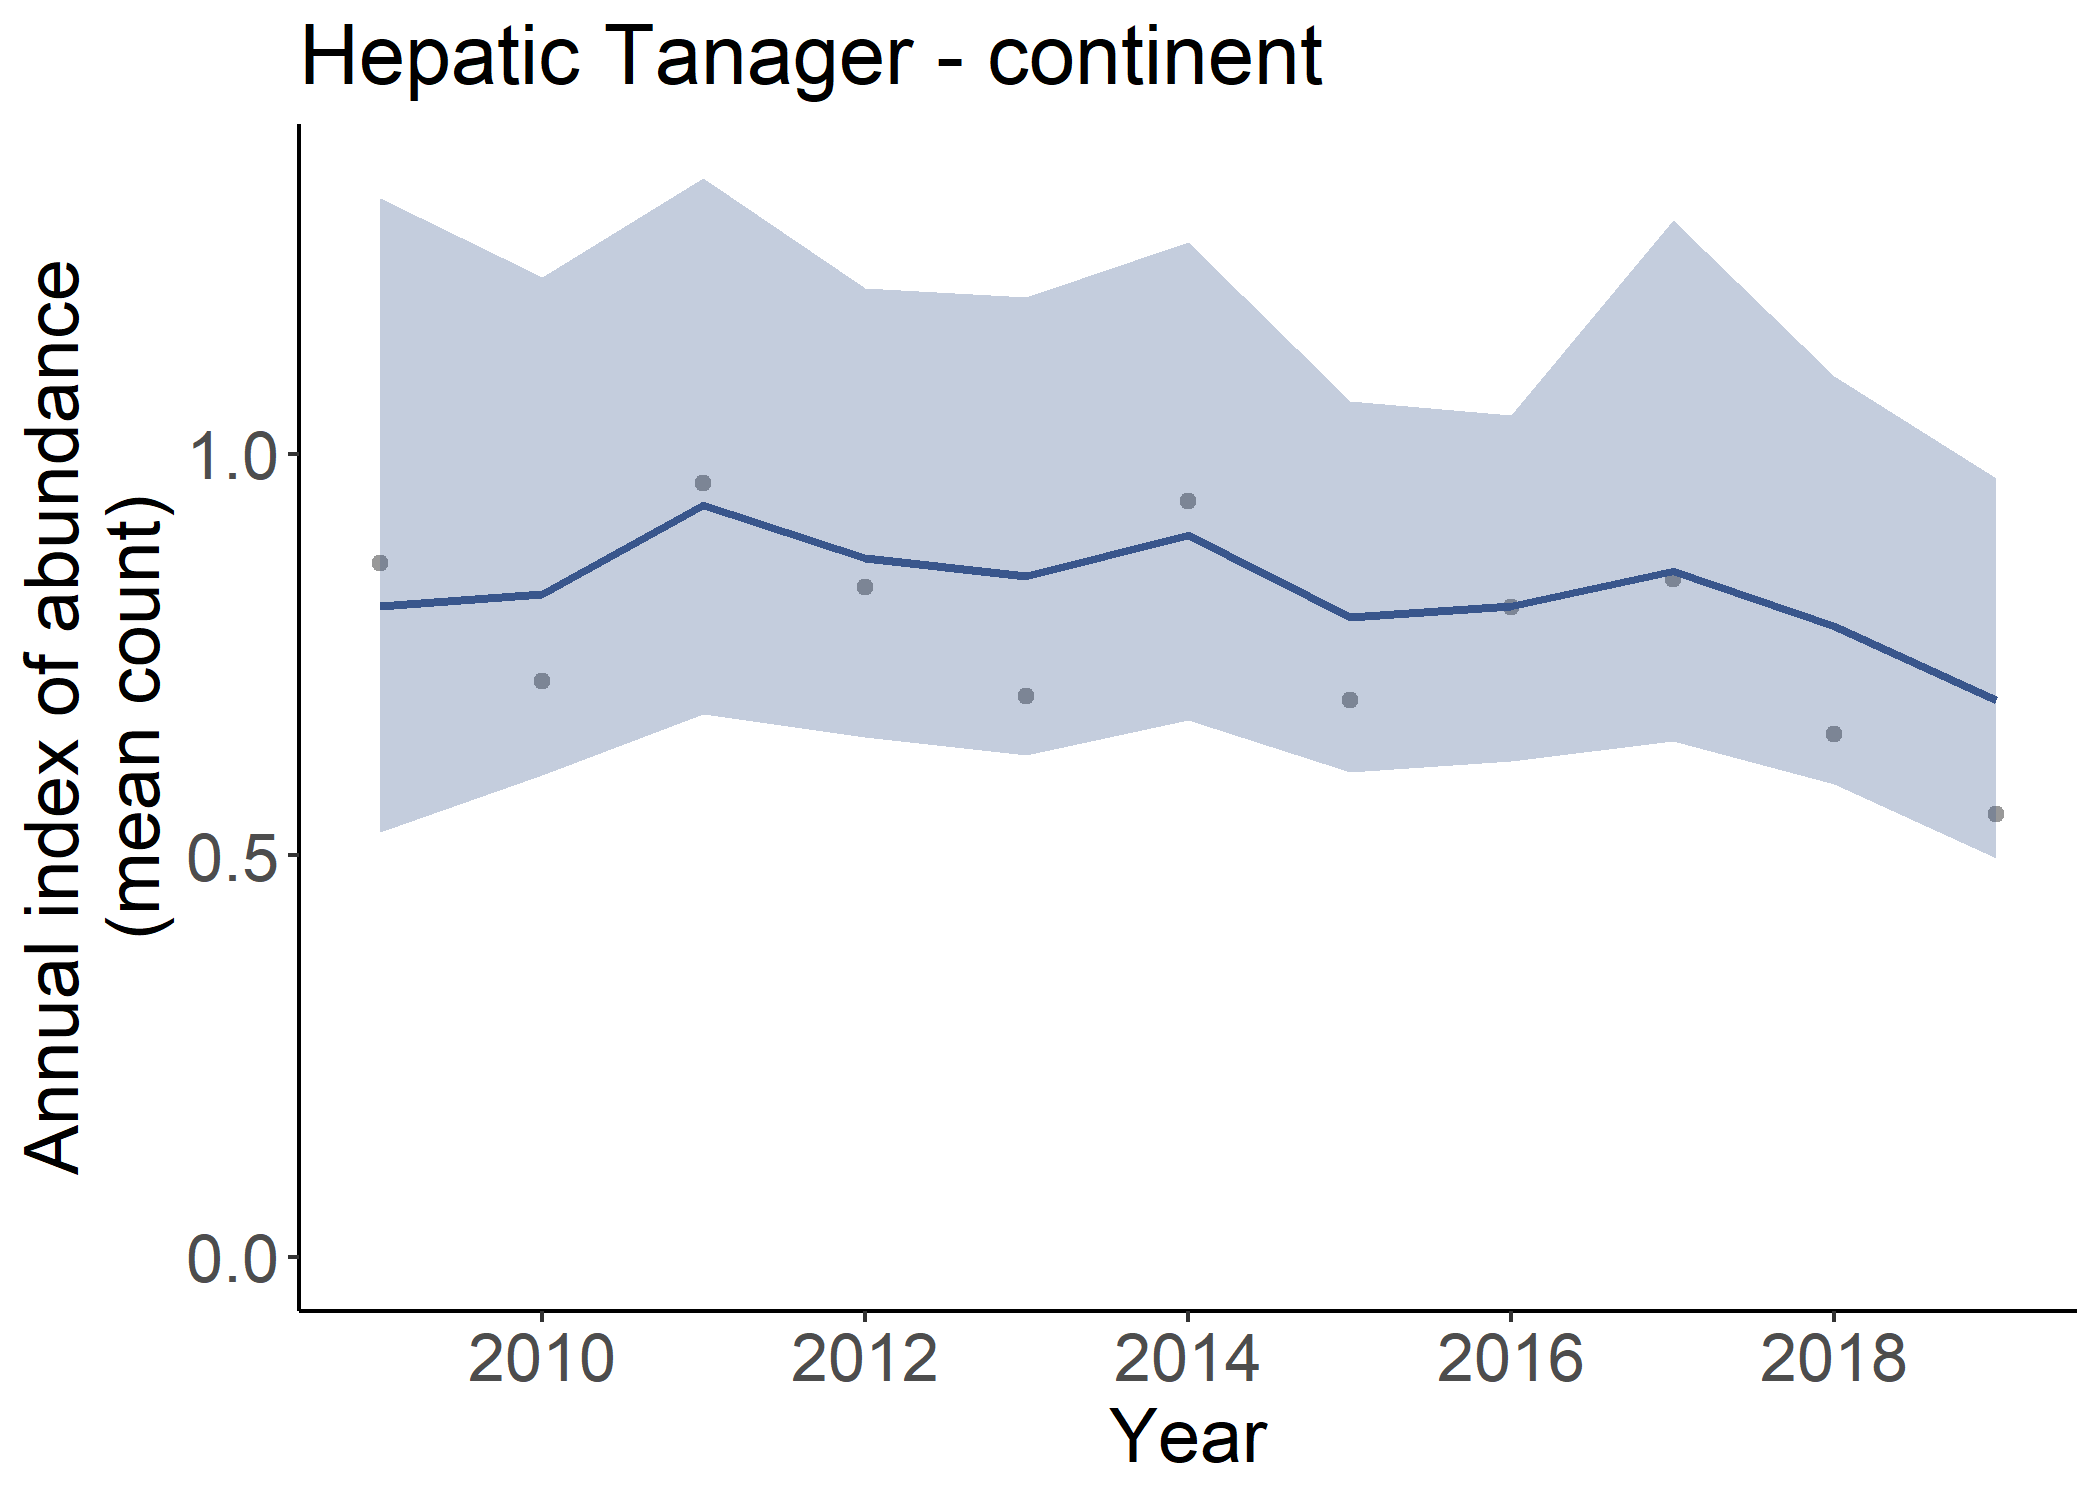 Hepatic Tanager - continent
Annual index of abundance
(mean count)
1.0
0.5
0.0
2010
2012
2014
2016
2018
Year